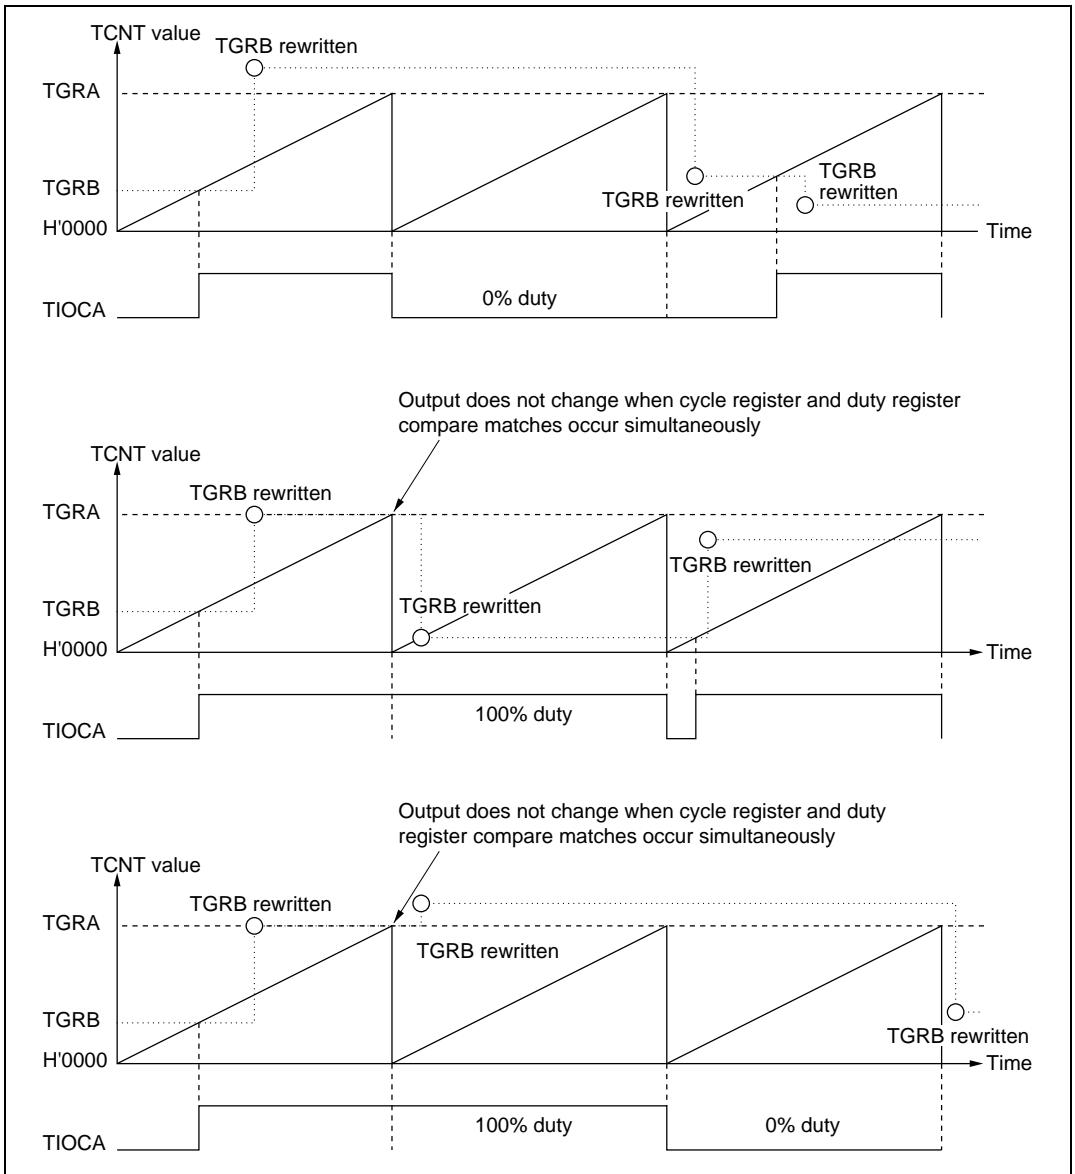 TCNT value
TGRB rewritten
TGRA
TGRB
TGRB rewritten
TGRB
rewritten
H'0000
Time
TIOCA
0% duty
Output does not change when cycle register and duty register
compare matches occur simultaneously
TCNT value
TGRB rewritten
TGRA
TGRB rewritten
TGRB
TGRB rewritten
H'0000
Time
TIOCA
100% duty
Output does not change when cycle register and duty
register compare matches occur simultaneously
TCNT value
TGRB rewritten
TGRA
TGRB rewritten
TGRB
TGRB rewritten
H'0000
Time
TIOCA
100% duty
0% duty